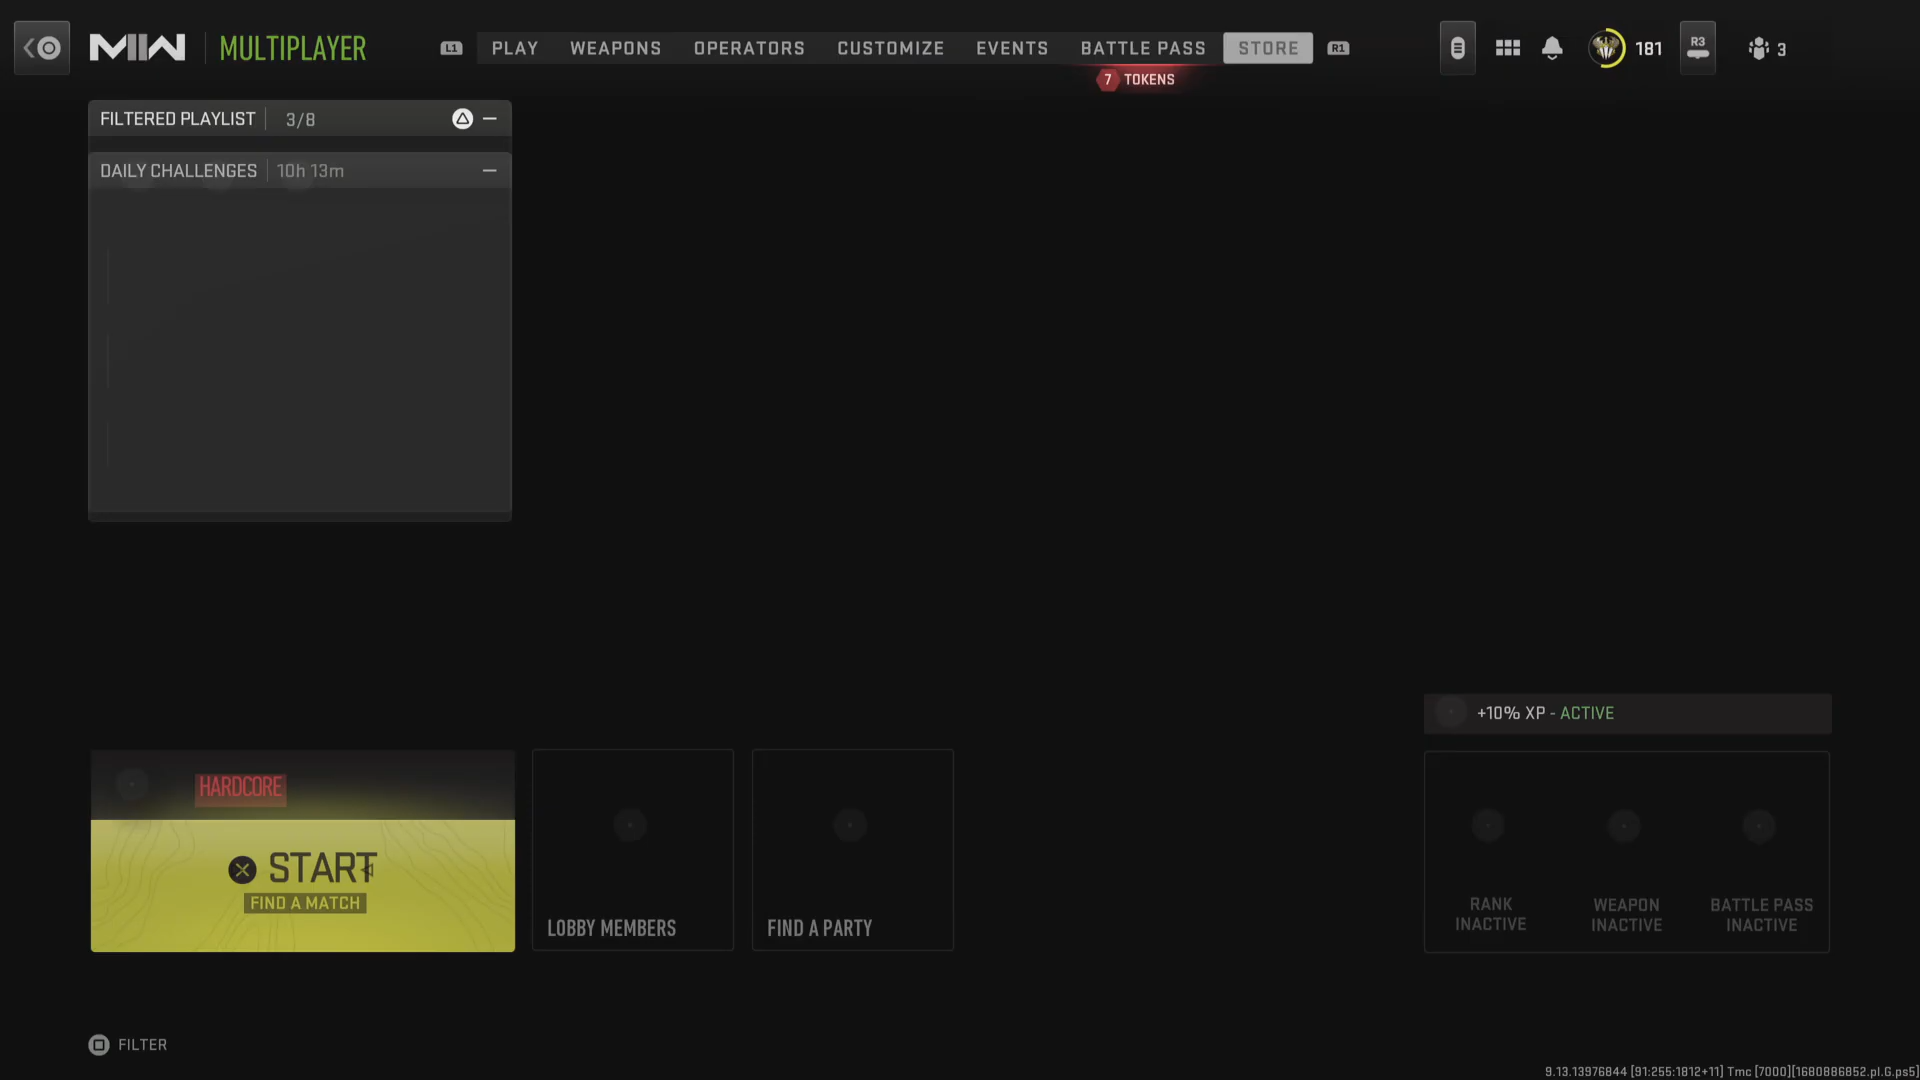 MWII
MULTIPLAYER
L1 PLAY WEAPONS OPERATORS CUSTOMIZE EVENTS BATTLE PASS STORE R1
7 TOKENS
181
R3
3
FILTERED PLAYLIST 3/8
DAILY CHALLENGES 10h 13m
+10% XP - ACTIVE
HARDCORE
START
FIND A MATCH
LOBBY MEMBERS
FIND A PARTY
RANK
INACTIVE
WEAPON
INACTIVE
BATTLE PASS
INACTIVE
FILTER
9.13.13976844 [91:255:1812+11] Tmc [7000][1680886852.pl.G.ps5]